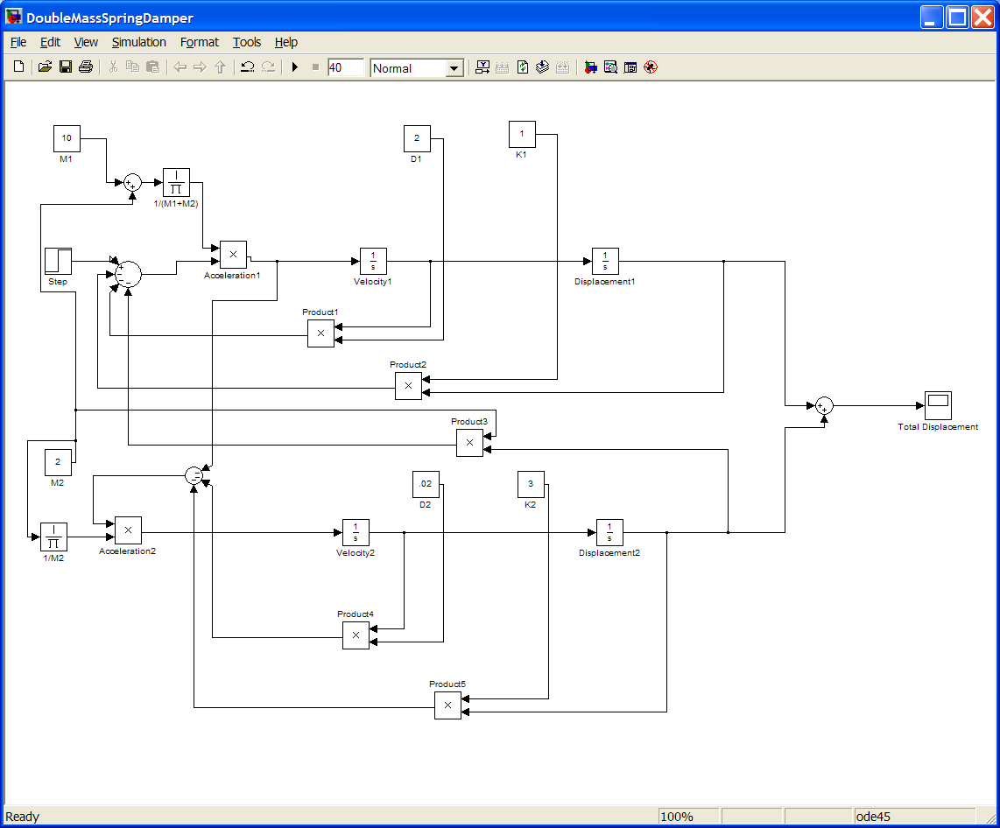 DoubleMassSpringDamper
File Edit View Simulation Format Tools Help
40 Normal
10
M1
2
D1
1
K1
1/(M1+M2)
Step
Acceleration1
1
s
Velocity1
1
s
Displacement1
Product1
×
Product2
×
Product3
×
Total Displacement
2
M2
.02
D2
3
K2
1/M2
×
Acceleration2
1
s
Velocity2
1
s
Displacement2
Product4
×
Product5
×
Ready 100% ode45